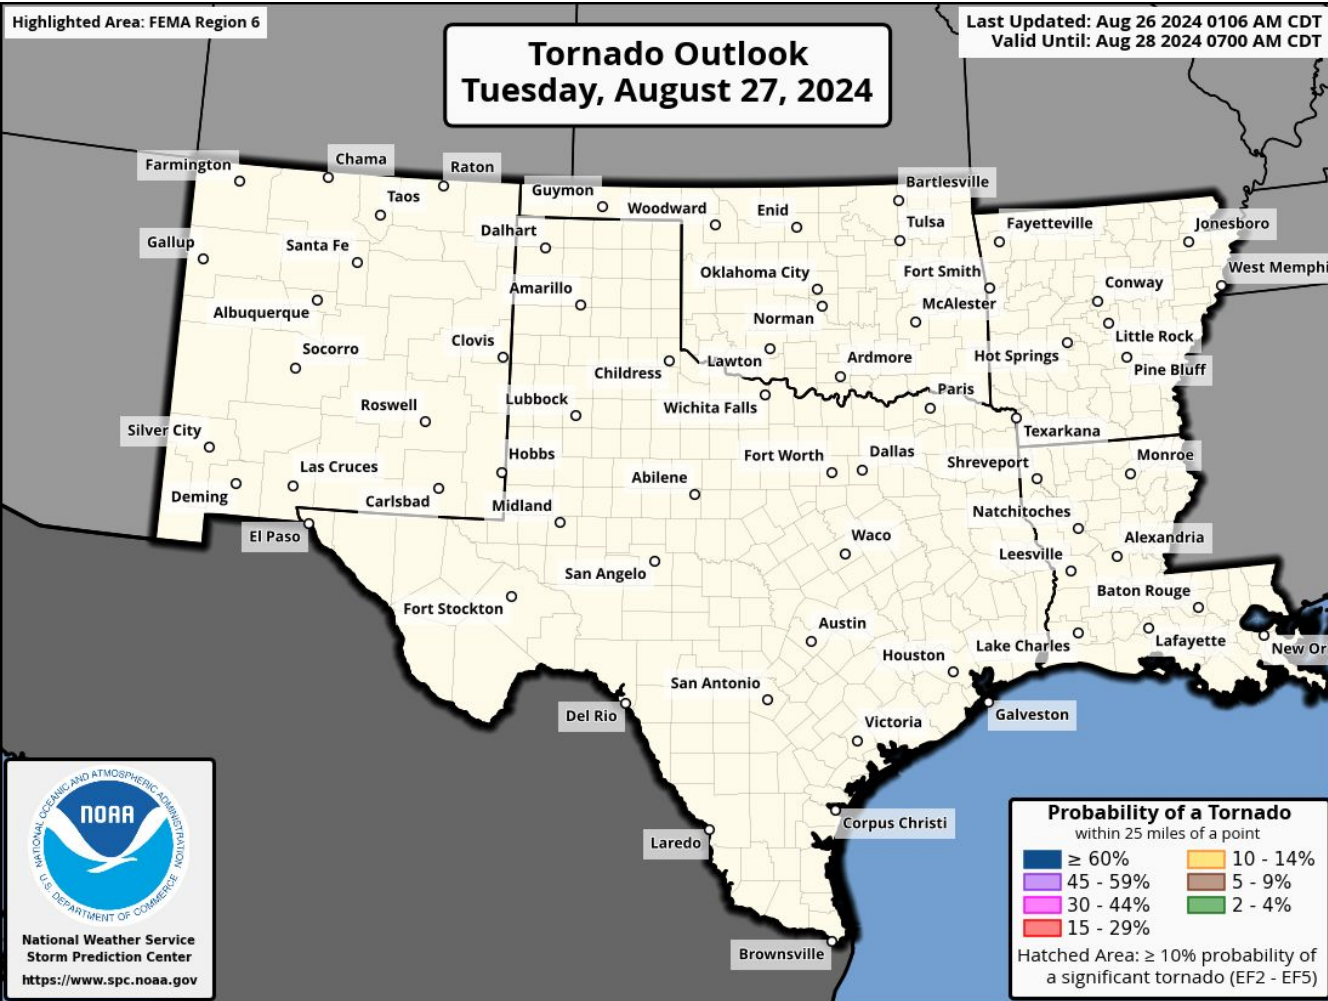 Highlighted Area: FEMA Region 6
Last Updated: Aug 26 2024 0106 AM CDT
Valid Until: Aug 28 2024 0700 AM CDT
Tornado Outlook
Tuesday, August 27, 2024
Farmington
Chama
Raton
Taos
Guymon
Woodward
Enid
Bartlesville
Tulsa
Fayetteville
Jonesboro
Gallup
Santa Fe
Dalhart
Oklahoma City
Fort Smith
West Memphi
Amarillo
McAlester
Conway
Albuquerque
Norman
Little Rock
Socorro
Clovis
Childress
Lawton
Ardmore
Hot Springs
Pine Bluff
Roswell
Lubbock
Wichita Falls
Paris
Texarkana
Silver City
Hobbs
Fort Worth
Dallas
Shreveport
Monroe
Las Cruces
Abilene
Deming
Carlsbad
Midland
Natchitoches
El Paso
Waco
Leesville
Alexandria
San Angelo
Baton Rouge
Fort Stockton
Austin
Lake Charles
Lafayette
New Or
Houston
San Antonio
Del Rio
Victoria
Galveston
Corpus Christi
Laredo
Brownsville
NATIONAL OCEANIC AND ATMOSPHERIC ADMINISTRATION
NOAA
U.S. DEPARTMENT OF COMMERCE
National Weather Service
Storm Prediction Center
https://www.spc.noaa.gov
Probability of a Tornado
within 25 miles of a point
≥ 60%
10 - 14%
45 - 59%
5 - 9%
30 - 44%
2 - 4%
15 - 29%
Hatched Area: ≥ 10% probability of
a significant tornado (EF2 - EF5)